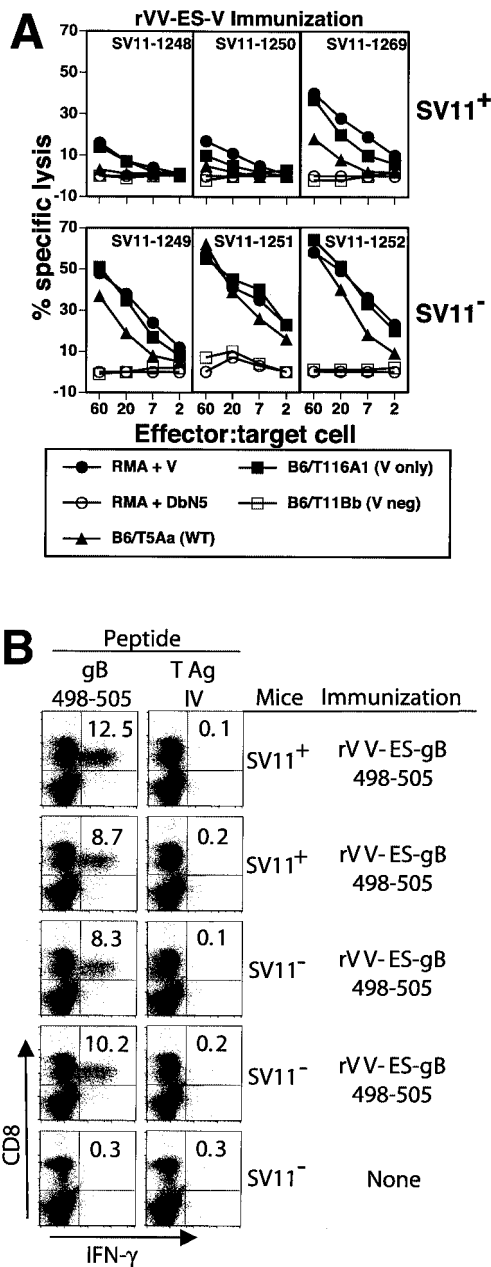 A
rVV-ES-V Immunization
70
50
30
10
-10
SV11-1248
SV11-1250
SV11-1269
SV11+
% specific lysis
70
50
30
10
-10
SV11-1249
SV11-1251
SV11-1252
SV11-
60 20 7 2 60 20 7 2 60 20 7 2
Effector:target cell
RMA + V
B6/T116A1 (V only)
RMA + DbN5
B6/T11Bb (V neg)
B6/T5Aa (WT)
B
Peptide
gB
498-505
T Ag
IV
Mice
Immunization
12.5
0.1
SV11+
rVV-ES-gB
498-505
8.7
0.2
SV11+
rVV-ES-gB
498-505
8.3
0.1
SV11-
rVV-ES-gB
498-505
10.2
0.2
SV11-
rVV-ES-gB
498-505
0.3
0.3
SV11-
None
CD8
IFN-γ